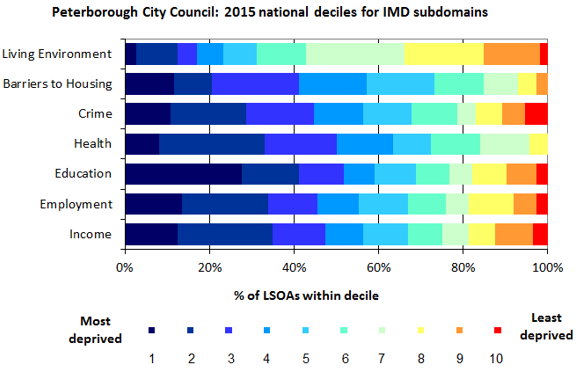 Peterborough City Council: 2015 national deciles for IMD subdomains
Living Environment
Barriers to Housing
Crime
Health
Education
Employment
Income
0% 20% 40% 60% 80% 100%
% of LSOAs within decile
Most deprived
Least deprived
1 2 3 4 5 6 7 8 9 10